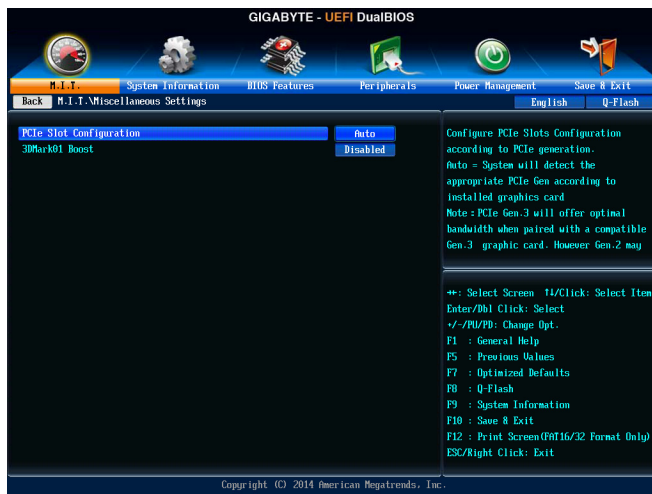 GIGABYTE - UEFI DualBIOS
M.I.T. System Information BIOS Features Peripherals Power Management Save & Exit
Back M.I.T.\Miscellaneous Settings English Q-Flash
PCIe Slot Configuration Auto
3DMark01 Boost Disabled
Configure PCIe Slots Configuration
according to PCIe generation.
Auto = System will detect the
appropriate PCIe Gen according to
installed graphics card
Note : PCIe Gen.3 will offer optimal
bandwidth when paired with a compatible
Gen.3 graphic card. However Gen.2 may
→←: Select Screen ↑↓/Click: Select Item
Enter/Dbl Click: Select
+/-/PU/PD: Change Opt.
F1 : General Help
F5 : Previous Values
F7 : Optimized Defaults
F8 : Q-Flash
F9 : System Information
F10 : Save & Exit
F12 : Print Screen(FAT16/32 Format Only)
ESC/Right Click: Exit
Copyright (C) 2014 American Megatrends, Inc.